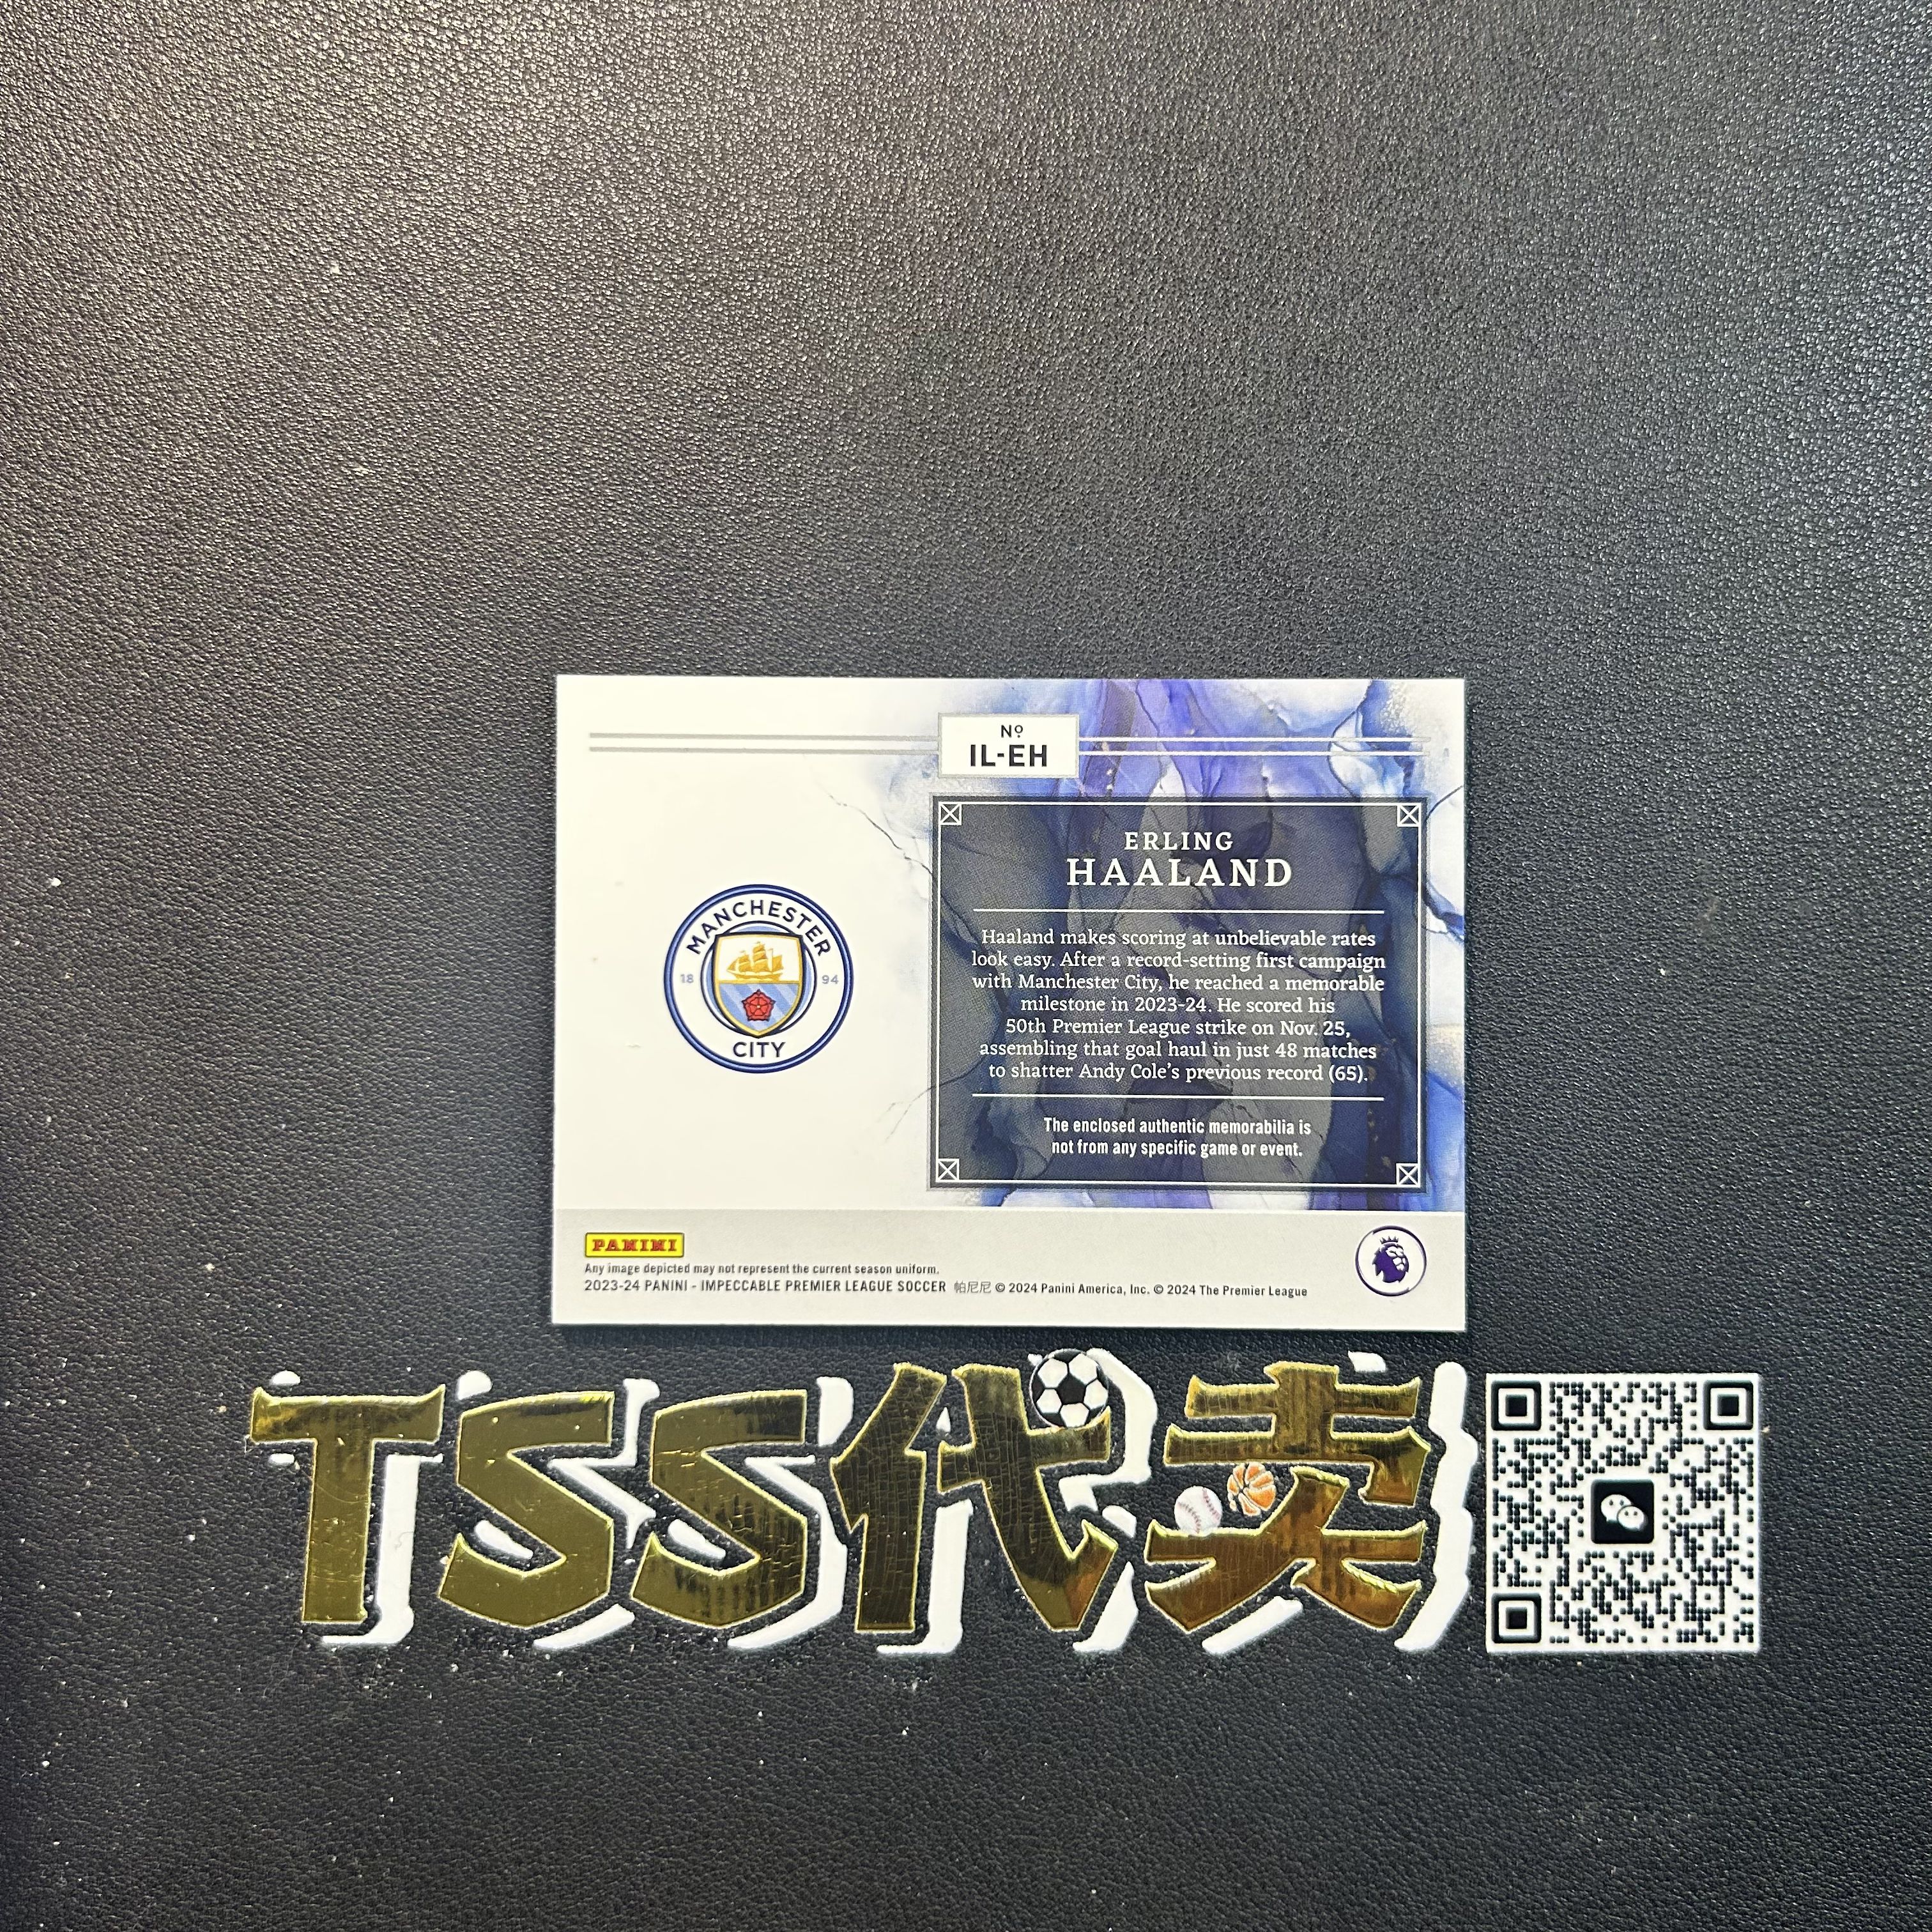 Nº
IL-EH
MANCHESTER
18 94
CITY
ERLING
HAALAND
Haaland makes scoring at unbelievable rates
look easy. After a record-setting first campaign
with Manchester City, he reached a memorable
milestone in 2023-24. He scored his
50th Premier League strike on Nov. 25,
assembling that goal haul in just 48 matches
to shatter Andy Cole's previous record (65).
The enclosed authentic memorabilia is
not from any specific game or event.
PANINI
Any image depicted may not represent the current season uniform.
2023-24 PANINI - IMPECCABLE PREMIER LEAGUE SOCCER 帕尼尼 © 2024 Panini America, Inc. © 2024 The Premier League
TSS代卖